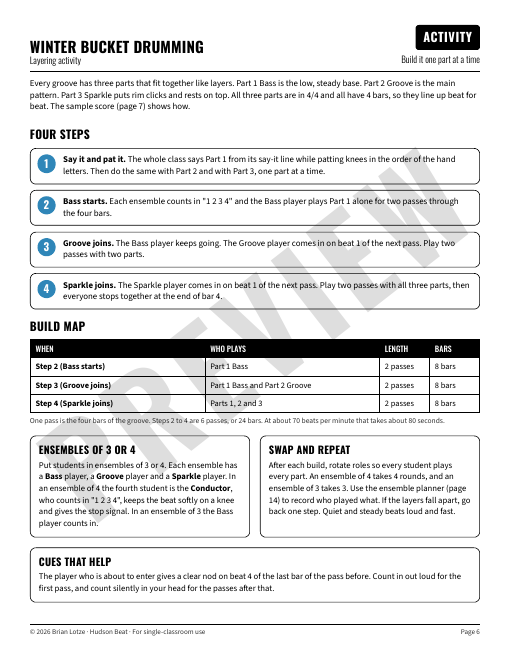 WINTER BUCKET DRUMMING
ACTIVITY
Layering activity
Build it one part at a time
Every groove has three parts that fit together like layers. Part 1 Bass is the low, steady base. Part 2 Groove is the main
pattern. Part 3 Sparkle puts rim clicks and rests on top. All three parts are in 4/4 and all have 4 bars, so they line up beat for
beat. The sample score (page 7) shows how.
FOUR STEPS
1
Say it and pat it. The whole class says Part 1 from its say-it line while patting knees in the order of the hand
letters. Then do the same with Part 2 and with Part 3, one part at a time.
2
Bass starts. Each ensemble counts in "1 2 3 4" and the Bass player plays Part 1 alone for two passes through
the four bars.
3
Groove joins. The Bass player keeps going. The Groove player comes in on beat 1 of the next pass. Play two
passes with two parts.
4
Sparkle joins. The Sparkle player comes in on beat 1 of the next pass. Play two passes with all three parts, then
everyone stops together at the end of bar 4.
BUILD MAP
WHEN WHO PLAYS LENGTH BARS
Step 2 (Bass starts) Part 1 Bass 2 passes 8 bars
Step 3 (Groove joins) Part 1 Bass and Part 2 Groove 2 passes 8 bars
Step 4 (Sparkle joins) Parts 1, 2 and 3 2 passes 8 bars
One pass is the four bars of the groove. Steps 2 to 4 are 6 passes, or 24 bars. At about 70 beats per minute that takes about 80 seconds.
ENSEMBLES OF 3 OR 4
Put students in ensembles of 3 or 4. Each ensemble has
a Bass player, a Groove player and a Sparkle player. In
an ensemble of 4 the fourth student is the Conductor,
who counts in "1 2 3 4", keeps the beat softly on a knee
and gives the stop signal. In an ensemble of 3 the Bass
player counts in.
SWAP AND REPEAT
After each build, rotate roles so every student plays
every part. An ensemble of 4 takes 4 rounds, and an
ensemble of 3 takes 3. Use the ensemble planner (page
14) to record who played what. If the layers fall apart, go
back one step. Quiet and steady beats loud and fast.
CUES THAT HELP
The player who is about to enter gives a clear nod on beat 4 of the last bar of the pass before. Count in out loud for the
first pass, and count silently in your head for the passes after that.
© 2026 Brian Lotze · Hudson Beat · For single-classroom use
Page 6
PREVIEW